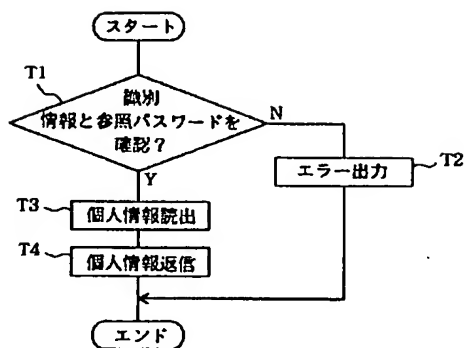 スタート
T1
識別
情報と参照パスワードを
確認？
N
Y
エラー出力
T2
T3
個人情報読出
T4
個人情報返信
エンド